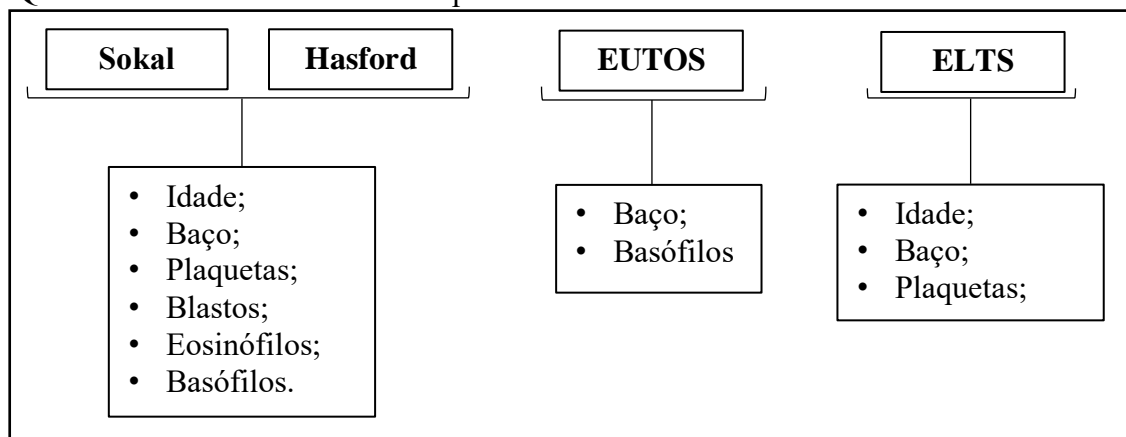 Sokal
Hasford
EUTOS
ELTS
• Idade;
• Baço;
• Plaquetas;
• Blastos;
• Eosinófilos;
• Basófilos.
• Baço;
• Basófilos
• Idade;
• Baço;
• Plaquetas;